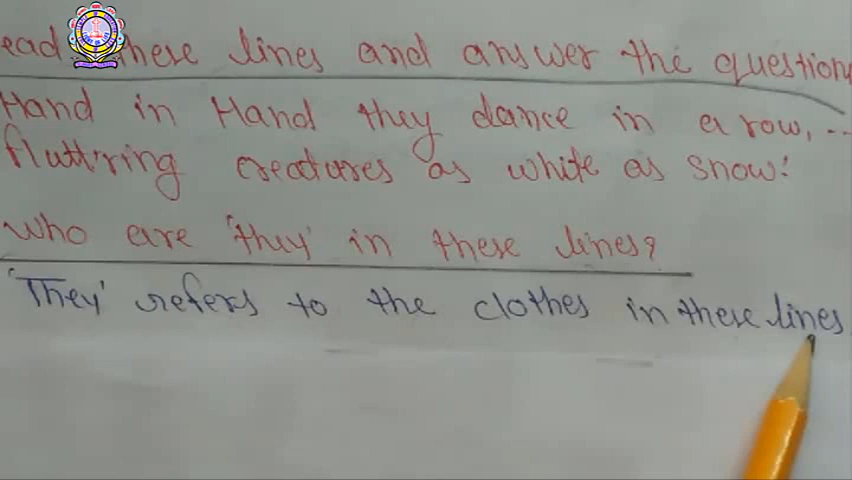 ead these lines and answer the question
Hand in Hand they dance in a row, ...
fluttring creatures as white as snow!
who are 'they' in these lines?
'They' refers to the clothes in these lines